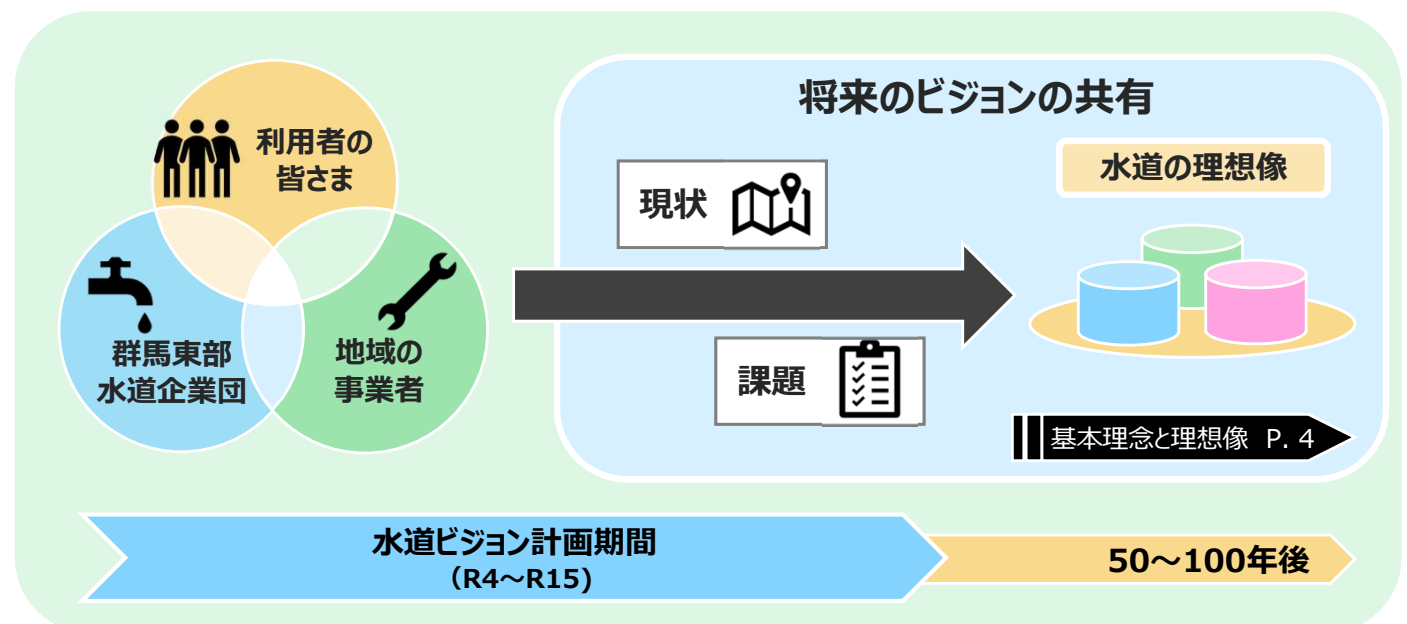 将来のビジョンの共有
利用者の
皆さま
群馬東部
水道企業団
地域の
事業者
現状
課題
水道の理想像
基本理念と理想像 P. 4
水道ビジョン計画期間
（R4～R15）
50～100年後